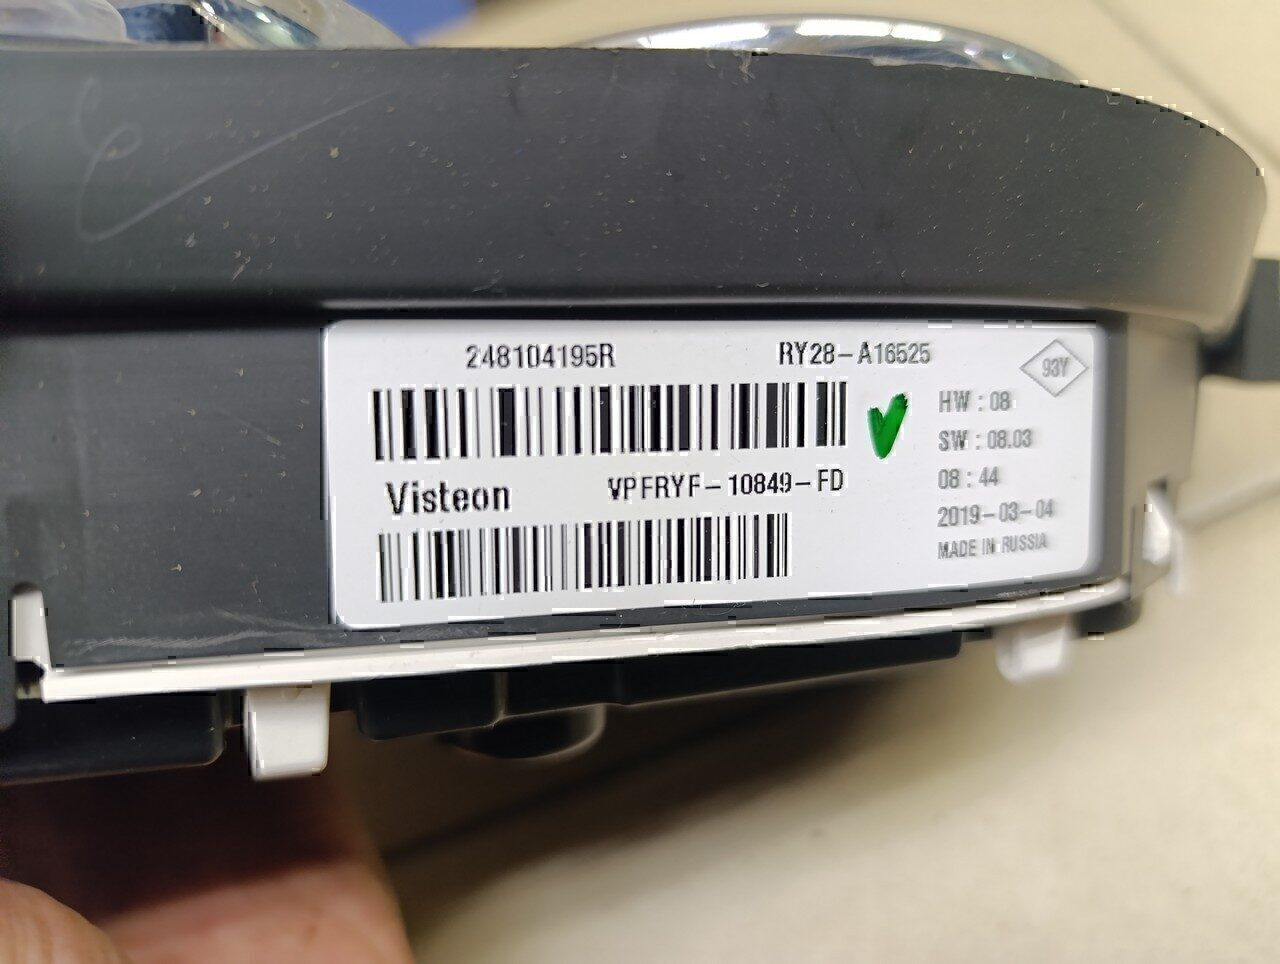 248104195R RY28-A16525
93Y
HW : 08
SW : 08.03
Visteon VPFRYF-10849-FD
08 : 44
2019-03-04
MADE IN RUSSIA